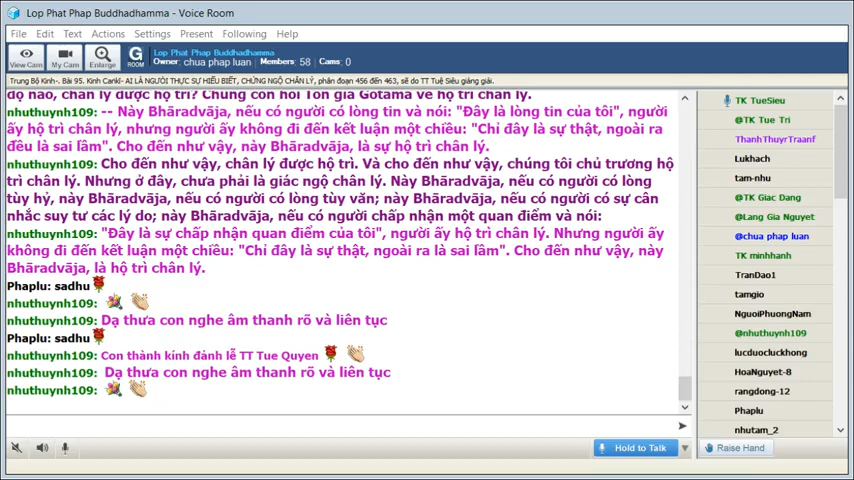 Lop Phat Phap Buddhadhamma - Voice Room
File Edit Text Actions Settings Present Following Help
View Cam
My Cam
Enlarge
G ROOM
Lop Phat Phap Buddhadhamma
Owner: chua phap luan Members: 58 Cams: 0
Trung Bộ Kinh-. Bài 95. Kinh Cankì- AI LÀ NGƯỜI THỰC SỰ HIỂU BIẾT, CHỨNG NGỘ CHÂN LÝ, phân đoạn 456 đến 463, sẽ do TT Tuệ Siêu giảng giải.
độ nào, chân lý được hộ trì? Chúng con hỏi Tôn giả Gotama về hộ trì chân lý.
nhuthuynh109: -- Này Bhāradvāja, nếu có người có lòng tin và nói: "Đây là lòng tin của tôi", người
ấy hộ trì chân lý, nhưng người ấy không đi đến kết luận một chiều: "Chỉ đây là sự thật, ngoài ra
đều là sai lầm". Cho đến như vậy, này Bhāradvāja, là sự hộ trì chân lý.
nhuthuynh109: Cho đến như vậy, chân lý được hộ trì. Và cho đến như vậy, chúng tôi chủ trương hộ
trì chân lý. Nhưng ở đây, chưa phải là giác ngộ chân lý. Này Bhāradvāja, nếu có người có lòng
tùy hỷ, này Bhāradvāja, nếu có người có lòng tùy văn; này Bhāradvāja, nếu có người có sự cân
nhắc suy tư các lý do; này Bhāradvāja, nếu có người chấp nhận một quan điểm và nói:
nhuthuynh109: "Đây là sự chấp nhận quan điểm của tôi", người ấy hộ trì chân lý. Nhưng người ấy
không đi đến kết luận một chiều: "Chỉ đây là sự thật, ngoài ra là sai lầm". Cho đến như vậy, này
Bhāradvāja, là hộ trì chân lý.
Phaplu: sadhu
nhuthuynh109:
nhuthuynh109: Dạ thưa con nghe âm thanh rõ và liên tục
Phaplu: sadhu
nhuthuynh109: Con thành kính đảnh lễ TT Tue Quyen
nhuthuynh109: Dạ thưa con nghe âm thanh rõ và liên tục
nhuthuynh109:
TK TueSieu
@TK Tue Tri
ThanhThuyrTraanf
Lukhach
tam-nhu
@TK Giac Dang
@Lang Gia Nguyet
@chua phap luan
TK minhhanh
TranDao1
tamgio
NguoiPhuongNam
@nhuthuynh109
lucduocluckhong
HoaNguyet-8
rangdong-12
Phaplu
nhutam_2
Hold to Talk
Raise Hand